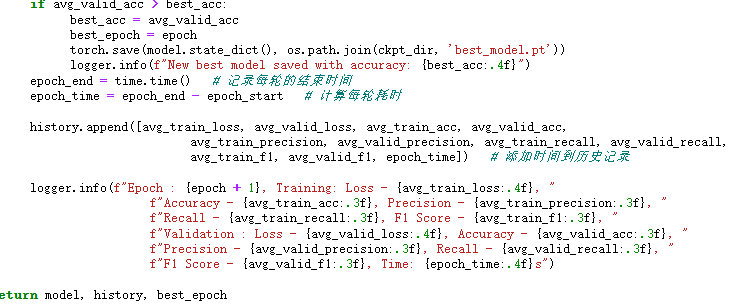 if avg_valid_acc > best_acc:
best_acc = avg_valid_acc
best_epoch = epoch
torch.save(model.state_dict(), os.path.join(ckpt_dir, 'best_model.pt'))
logger.info(f"New best model saved with accuracy: {best_acc:.4f}")
epoch_end = time.time()   # 记录每轮的结束时间
epoch_time = epoch_end - epoch_start   # 计算每轮耗时
history.append([avg_train_loss, avg_valid_loss, avg_train_acc, avg_valid_acc,
avg_train_precision, avg_valid_precision, avg_train_recall, avg_valid_recall,
avg_train_f1, avg_valid_f1, epoch_time])   # 添加时间到历史记录
logger.info(f"Epoch : {epoch + 1}, Training: Loss - {avg_train_loss:.4f}, "
f"Accuracy - {avg_train_acc:.3f}, Precision - {avg_train_precision:.3f}, "
f"Recall - {avg_train_recall:.3f}, F1 Score - {avg_train_f1:.3f}, "
f"Validation : Loss - {avg_valid_loss:.4f}, Accuracy - {avg_valid_acc:.3f}, "
f"Precision - {avg_valid_precision:.3f}, Recall - {avg_valid_recall:.3f}, "
f"F1 Score - {avg_valid_f1:.3f}, Time: {epoch_time:.4f}s")
eturn model, history, best_epoch